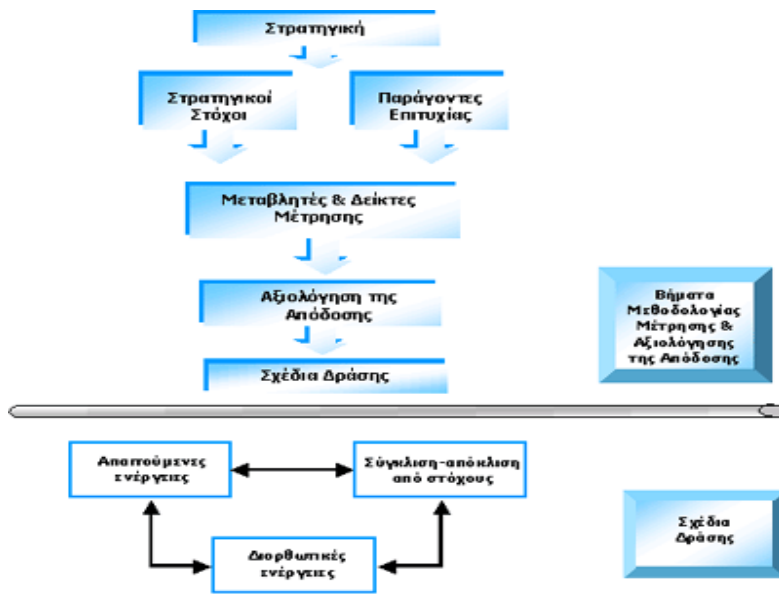 Στρατηγική
Στρατηγικοί
Στόχοι
Παράγοντες
Επιτυχίας
Μεταβλητές & Δείκτες
Μέτρησης
Αξιολόγηση της
Απόδοσης
Σχέδια Δράσης
Βήματα
Μεθοδολογίας
Μέτρησης &
Αξιολόγησης
της Απόδοσης
Απαιτούμενες
ενέργειες
Σύγκλιση-απόκλιση
από στόχους
Διορθωτικές
ενέργειες
Σχέδια
Δράσης